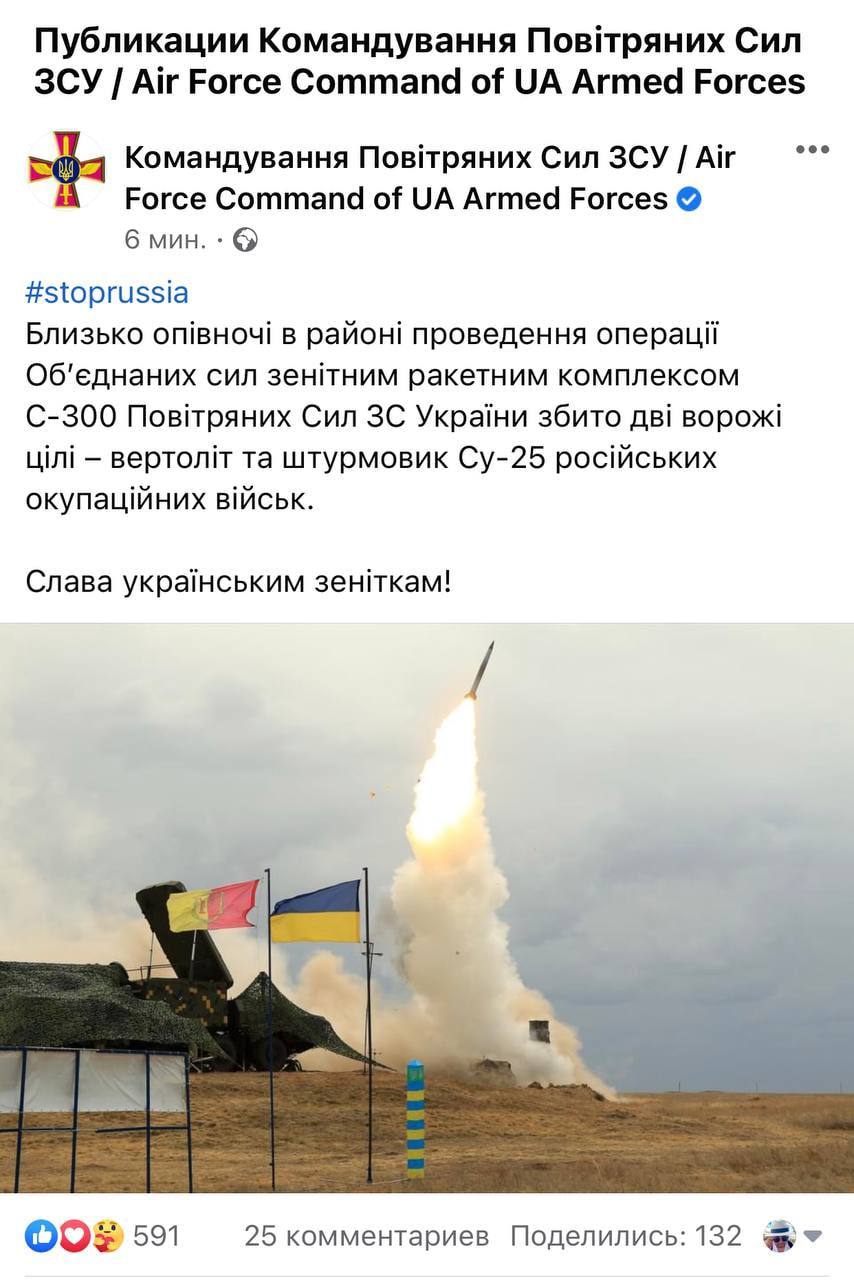 Публикации Командування Повітряних Сил
ЗСУ / Air Force Command of UA Armed Forces
Командування Повітряних Сил ЗСУ / Air
Force Command of UA Armed Forces
6 мин. ·
#stoprussia
Близько опівночі в районі проведення операції
Об’єднаних сил зенітним ракетним комплексом
С-300 Повітряних Сил ЗС України збито дві ворожі
цілі – вертоліт та штурмовик Су-25 російських
окупаційних військ.
Слава українським зеніткам!
591
25 комментариев
Поделились: 132